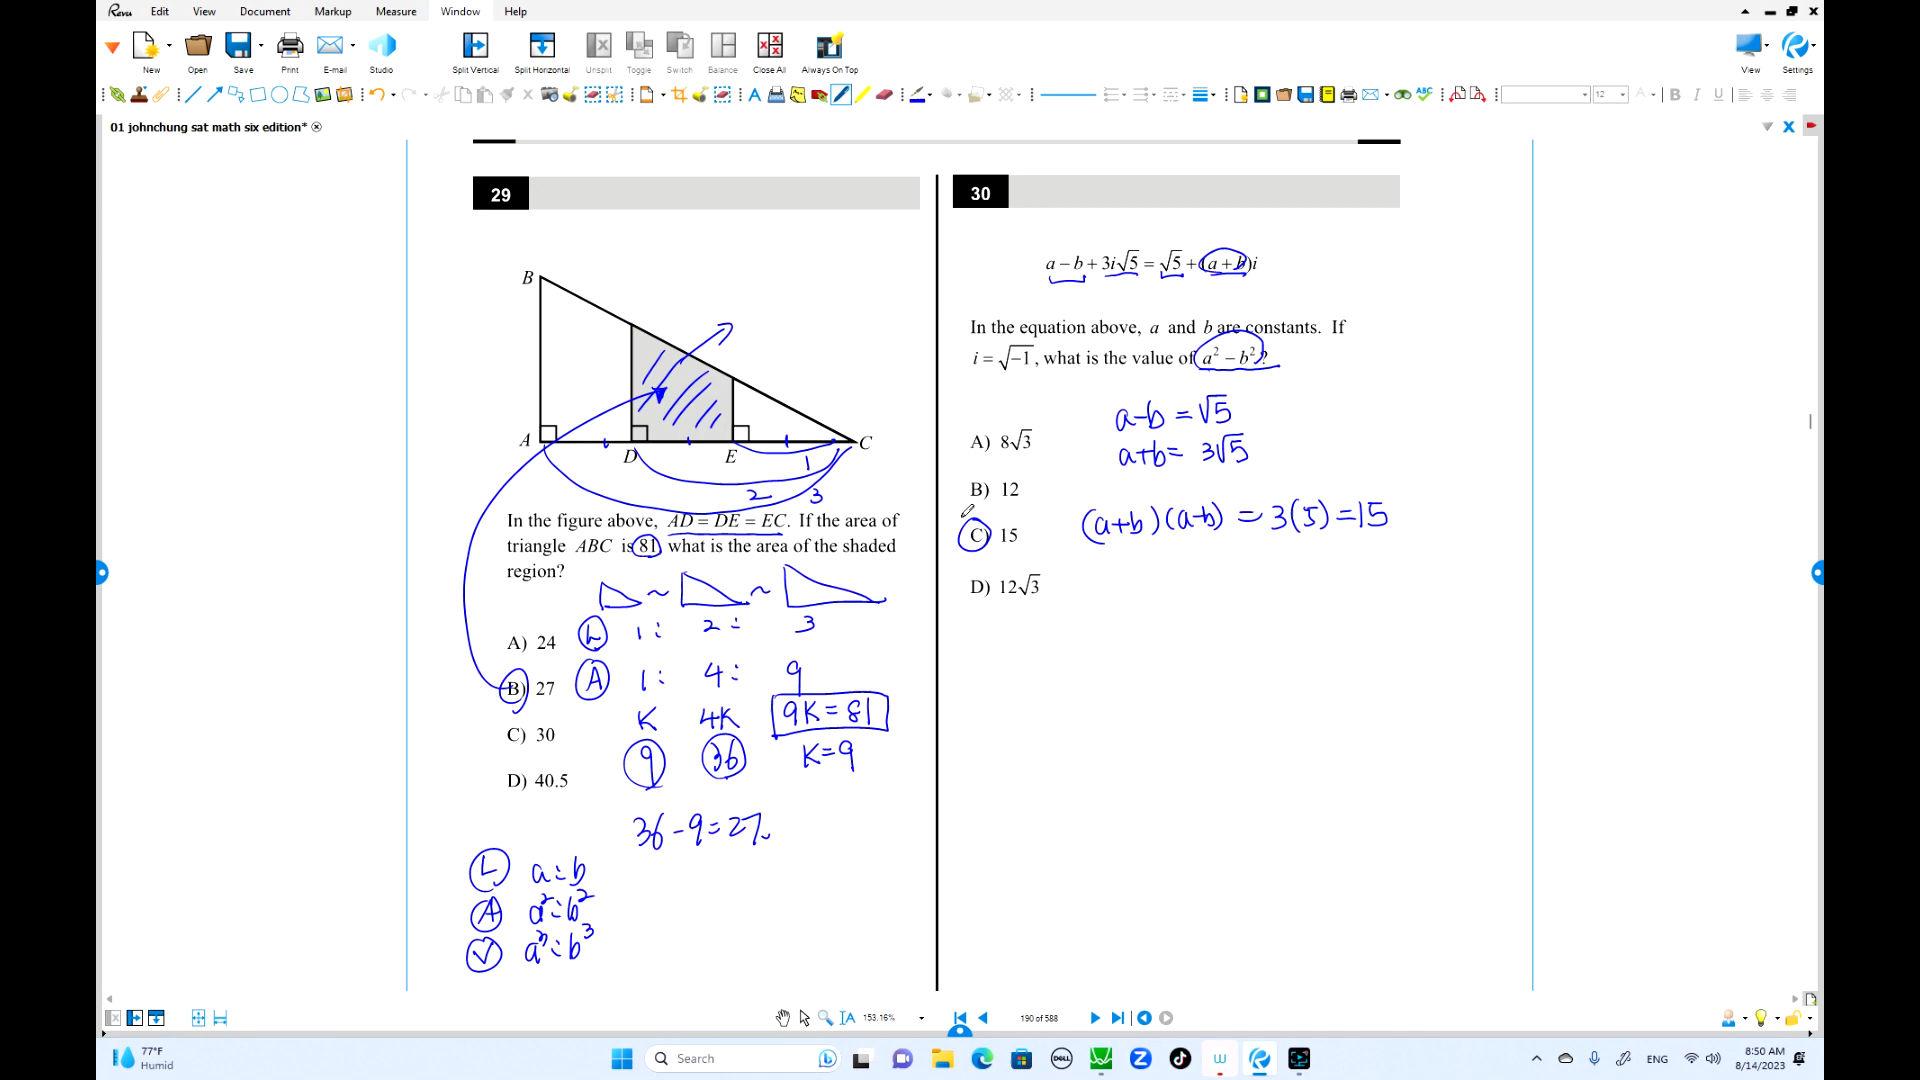 Revu Edit View Document Markup Measure Window Help
New Open Save Print E-mail Studio Split Vertical Split Horizontal Unsplit Toggle Switch Balance Close All Always On Top View Settings
12
01 johnchung sat math six edition*
29
B
A
D
E
C
1
2
3
In the figure above, AD = DE = EC. If the area of
triangle ABC is 81, what is the area of the shaded
region?
~ ~
A) 24
L 1 : 2 : 3
B) 27
A 1 : 4 : 9
K 4K 9K = 81
C) 30
9 36 K=9
D) 40.5
36 - 9 = 27
L a : b
A a² : b²
V a³ : b³
30
a − b + 3i√5 = √5 + (a + b)i
In the equation above, a and b are constants. If
i = √−1, what is the value of a² − b²?
a-b = √5
A) 8√3
a+b = 3√5
B) 12
(a+b)(a-b) = 3(5) = 15
C) 15
D) 12√3
153.16%
190 of 588
77°F
Humid
Search
DELL
ENG
8:50 AM
8/14/2023